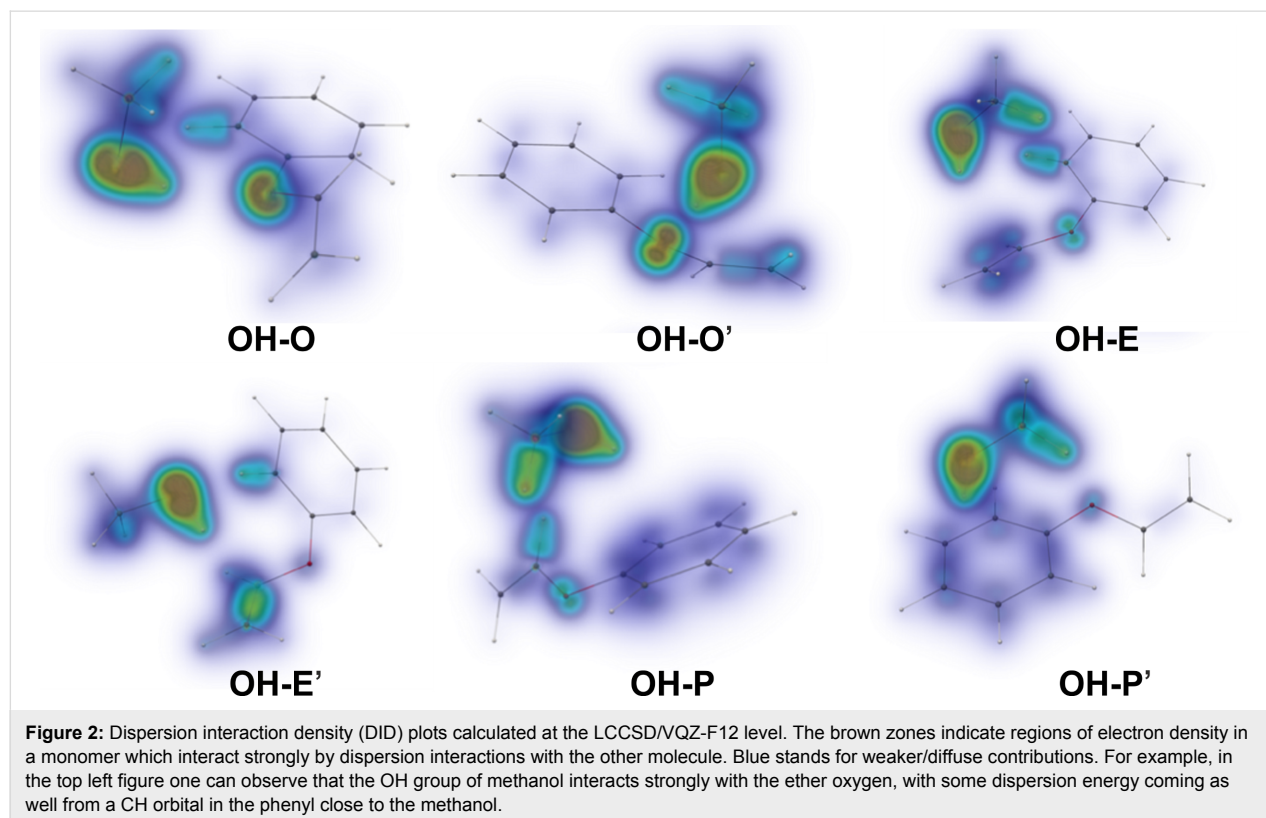 OH-O
OH-O’
OH-E
OH-E’
OH-P
OH-P’
Figure 2: Dispersion interaction density (DID) plots calculated at the LCCSD/VQZ-F12 level. The brown zones indicate regions of electron density in
a monomer which interact strongly by dispersion interactions with the other molecule. Blue stands for weaker/diffuse contributions. For example, in
the top left figure one can observe that the OH group of methanol interacts strongly with the ether oxygen, with some dispersion energy coming as
well from a CH orbital in the phenyl close to the methanol.